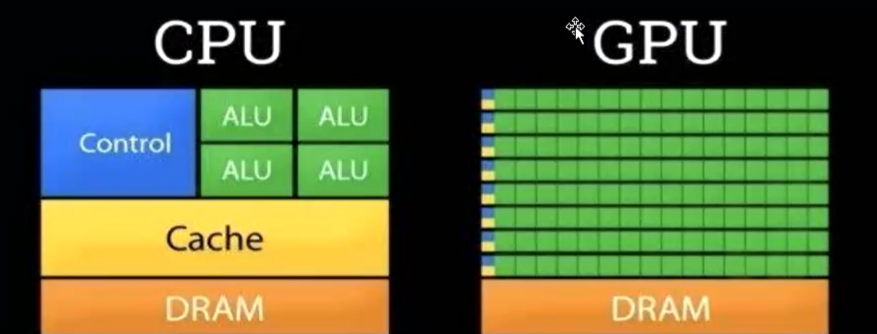 CPU
GPU
Control
ALU
ALU
ALU
ALU
Cache
DRAM
DRAM